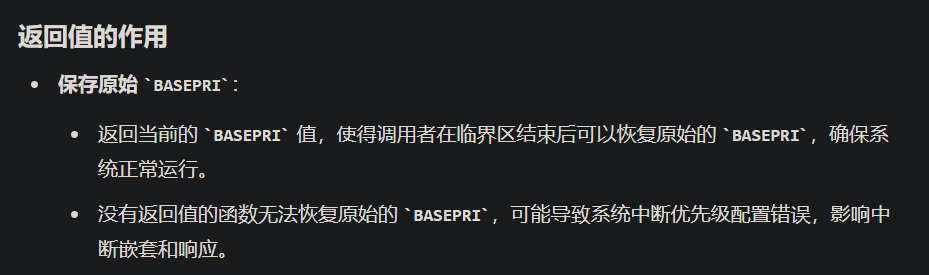 返回值的作用
保存原始 `BASEPRI`：
返回当前的 `BASEPRI` 值，使得调用者在临界区结束后可以恢复原始的 `BASEPRI`，确保系
统正常运行。
没有返回值的函数无法恢复原始的 `BASEPRI`，可能导致系统中断优先级配置错误，影响中
断嵌套和响应。